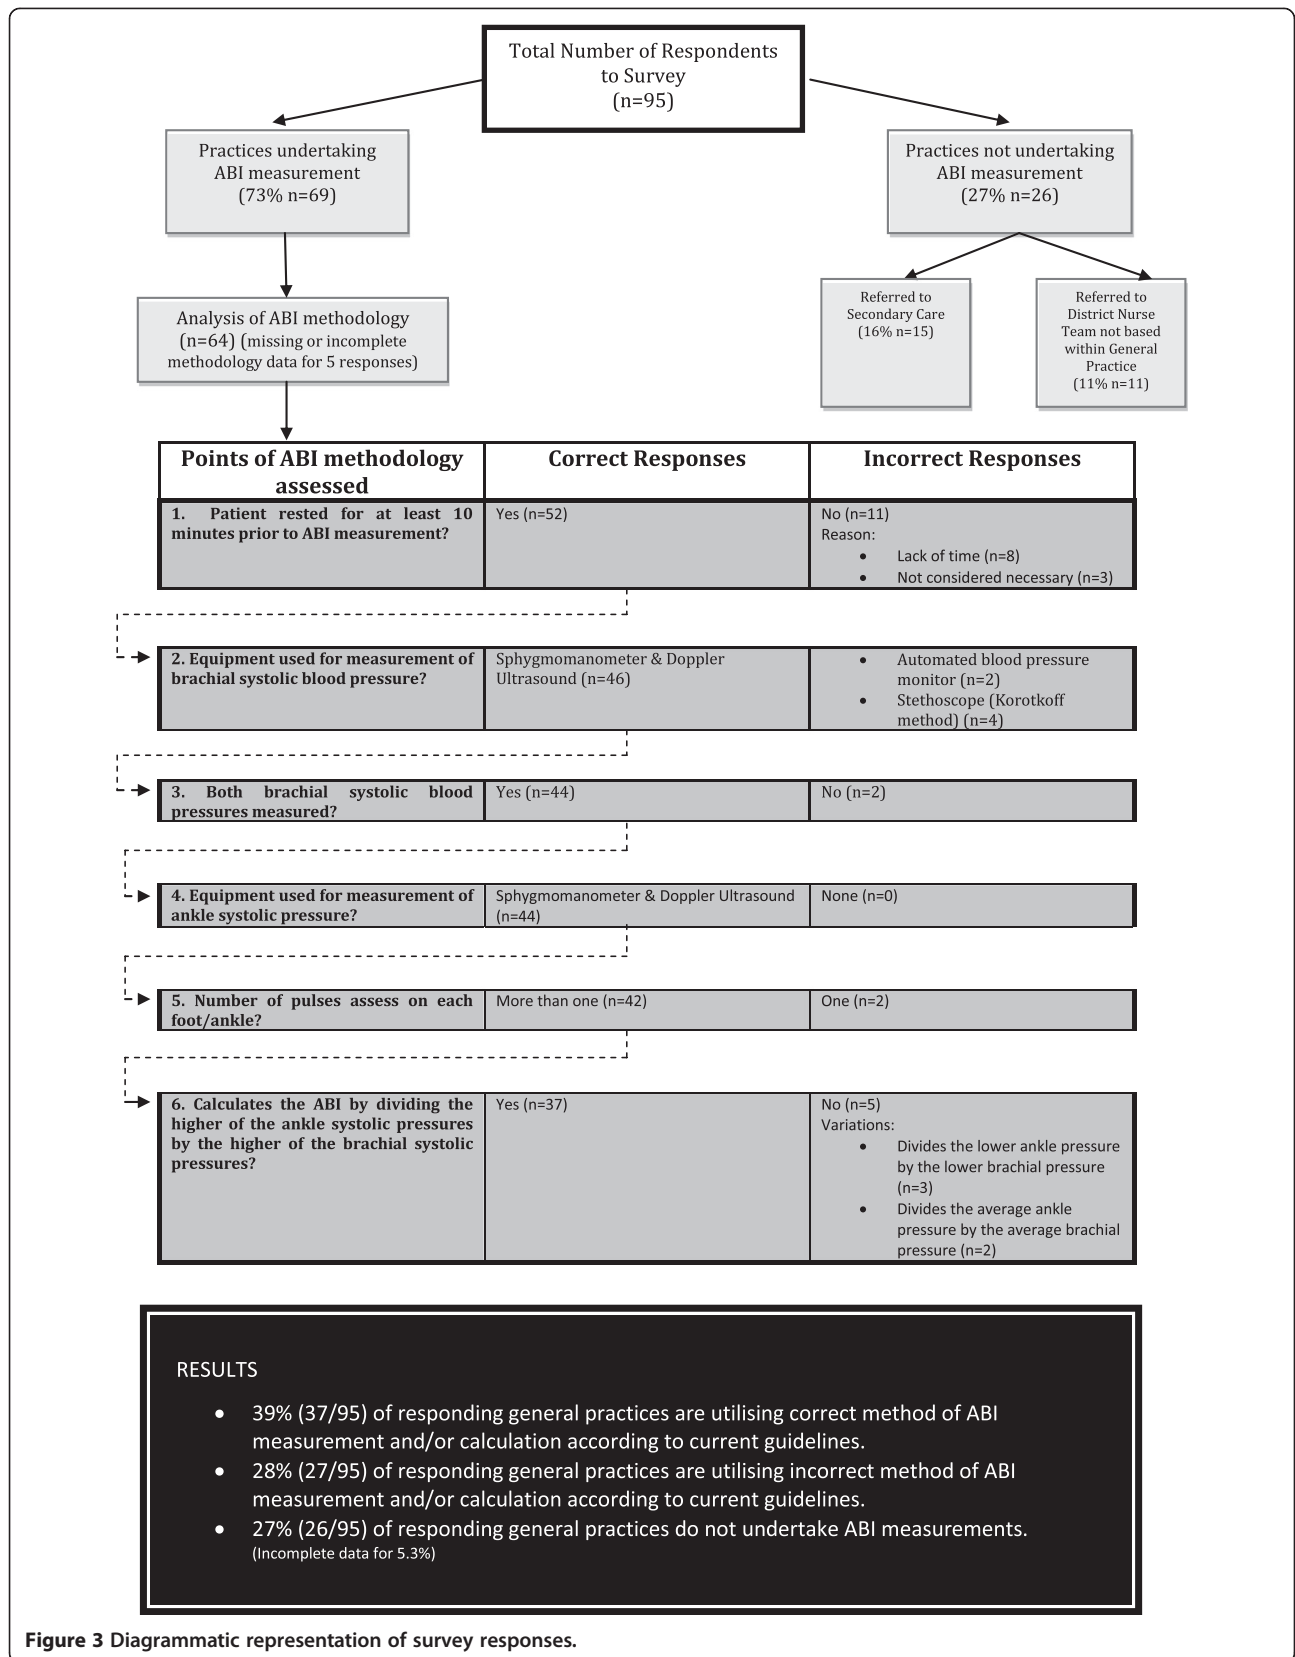 Total Number of Respondents
to Survey
(n=95)
Practices undertaking
ABI measurement
(73% n=69)
Practices not undertaking
ABI measurement
(27% n=26)
Analysis of ABI methodology
(n=64) (missing or incomplete
methodology data for 5 responses)
Referred to
Secondary Care
(16% n=15)
Referred to
District Nurse
Team not based
within General
Practice
(11% n=11)
Points of ABI methodology
assessed
Correct Responses
Incorrect Responses
1. Patient rested for at least 10
minutes prior to ABI measurement?
Yes (n=52)
No (n=11)
Reason:
• Lack of time (n=8)
• Not considered necessary (n=3)
2. Equipment used for measurement of
brachial systolic blood pressure?
Sphygmomanometer & Doppler
Ultrasound (n=46)
• Automated blood pressure
monitor (n=2)
• Stethoscope (Korotkoff
method) (n=4)
3. Both brachial systolic blood
pressures measured?
Yes (n=44)
No (n=2)
4. Equipment used for measurement of
ankle systolic pressure?
Sphygmomanometer & Doppler Ultrasound
(n=44)
None (n=0)
5. Number of pulses assess on each
foot/ankle?
More than one (n=42)
One (n=2)
6. Calculates the ABI by dividing the
higher of the ankle systolic pressures
by the higher of the brachial systolic
pressures?
Yes (n=37)
No (n=5)
Variations:
• Divides the lower ankle pressure
by the lower brachial pressure
(n=3)
• Divides the average ankle
pressure by the average brachial
pressure (n=2)
RESULTS
• 39% (37/95) of responding general practices are utilising correct method of ABI
measurement and/or calculation according to current guidelines.
• 28% (27/95) of responding general practices are utilising incorrect method of ABI
measurement and/or calculation according to current guidelines.
• 27% (26/95) of responding general practices do not undertake ABI measurements.
(Incomplete data for 5.3%)
Figure 3 Diagrammatic representation of survey responses.